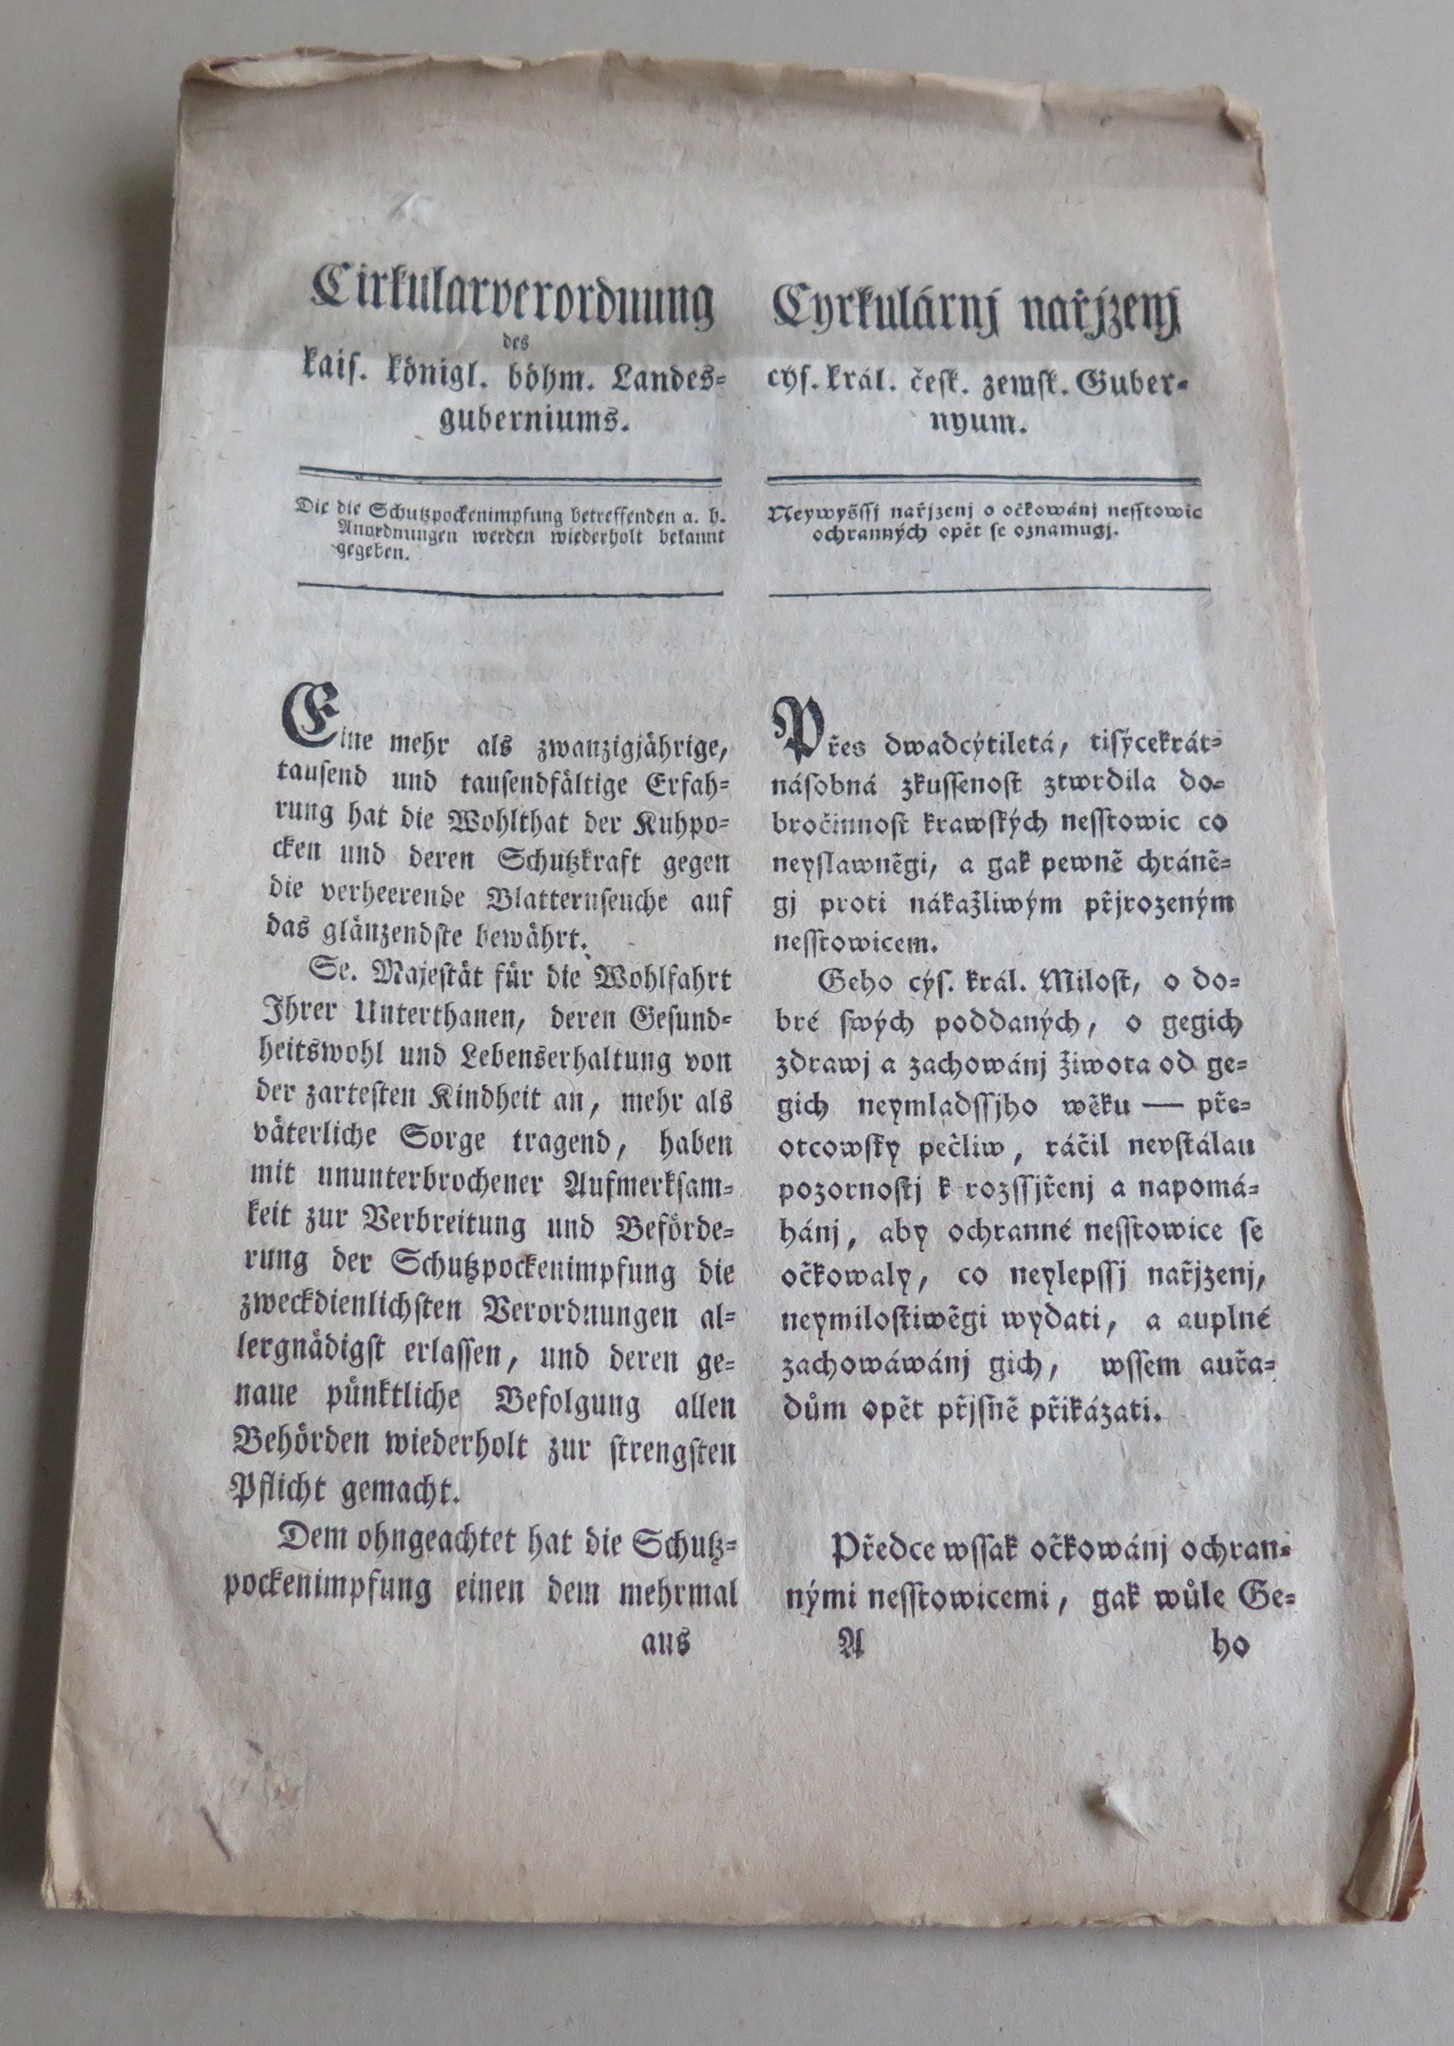 Cirkularverordnung
des
kais. königl. böhm. Landes=
guberniums.
Die die Schutzpockenimpfung betreffenden a. h.
Anordnungen werden wiederholt bekannt
gegeben.
Eine mehr als zwanzigjährige,
tausend und tausendfältige Erfah=
rung hat die Wohlthat der Kuhpo=
cken und deren Schutzkraft gegen
die verheerende Blatternseuche auf
das glänzendste bewährt.
Se. Majestät für die Wohlfahrt
Ihrer Unterthanen, deren Gesund=
heitswohl und Lebenserhaltung von
der zartesten Kindheit an, mehr als
väterliche Sorge tragend, haben
mit ununterbrochener Aufmerksam=
keit zur Verbreitung und Beförde=
rung der Schutzpockenimpfung die
zweckdienlichsten Verordnungen al=
lergnädigst erlassen, und deren ge=
naue pünktliche Befolgung allen
Behörden wiederholt zur strengsten
Pflicht gemacht.
Dem ohngeachtet hat die Schutz=
pockenimpfung einen dem mehrmal
aus
Cyrkulárnj nařjzenj
cýs. král. česk. zemsk. Guber=
nyum.
Neywyšssj nařjzenj o očkowánj nesstowic
ochranných opět se oznamugj.
Přes dwadcýtiletá, tisýcekrát=
násobná zkussenost ztwrdila do=
bročinnost krawských nesstowic co
neyslawněgi, a gak pewně chráně=
gj proti nákažliwým přjrozeným
nesstowicem.
Geho cýs. král. Milost, o do=
bré swých poddaných, o gegich
zdrawj a zachowánj žiwota od ge=
gich neymladssjho wěku — pře=
otcowsky pečliw, ráčil neystálau
pozornostj k rozssjřenj a napomá=
hánj, aby ochranné nesstowice se
očkowaly, co neylepssj nařjzenj,
neymilostiwěgi wydati, a auplné
zachowáwánj gich, wssem auřa=
dům opět přjsně přikázati.
Předce wssak očkowánj ochran=
nými nesstowicemi, gak wůle Ge=
A ho